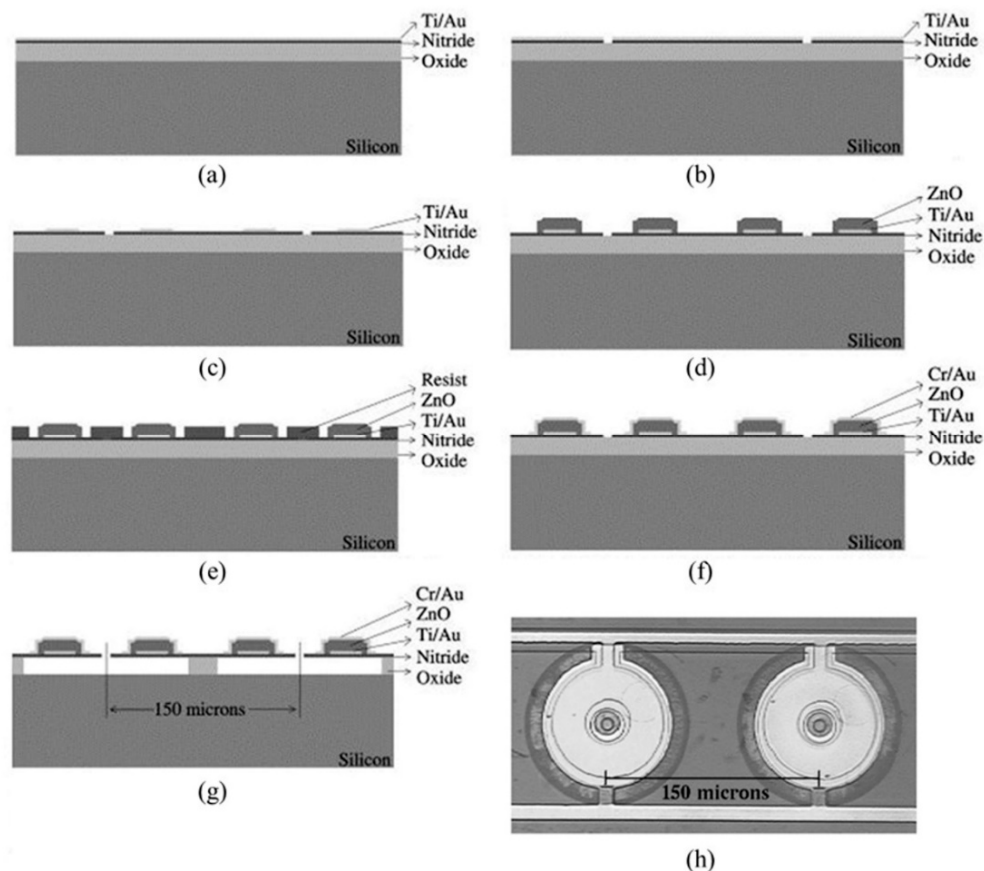 Ti/Au
Nitride
Oxide
Silicon
(a)
Ti/Au
Nitride
Oxide
Silicon
(b)
Ti/Au
Nitride
Oxide
Silicon
(c)
ZnO
Ti/Au
Nitride
Oxide
Silicon
(d)
Resist
ZnO
Ti/Au
Nitride
Oxide
Silicon
(e)
Cr/Au
ZnO
Ti/Au
Nitride
Oxide
Silicon
(f)
Cr/Au
ZnO
Ti/Au
Nitride
Oxide
150 microns
Silicon
(g)
150 microns
(h)